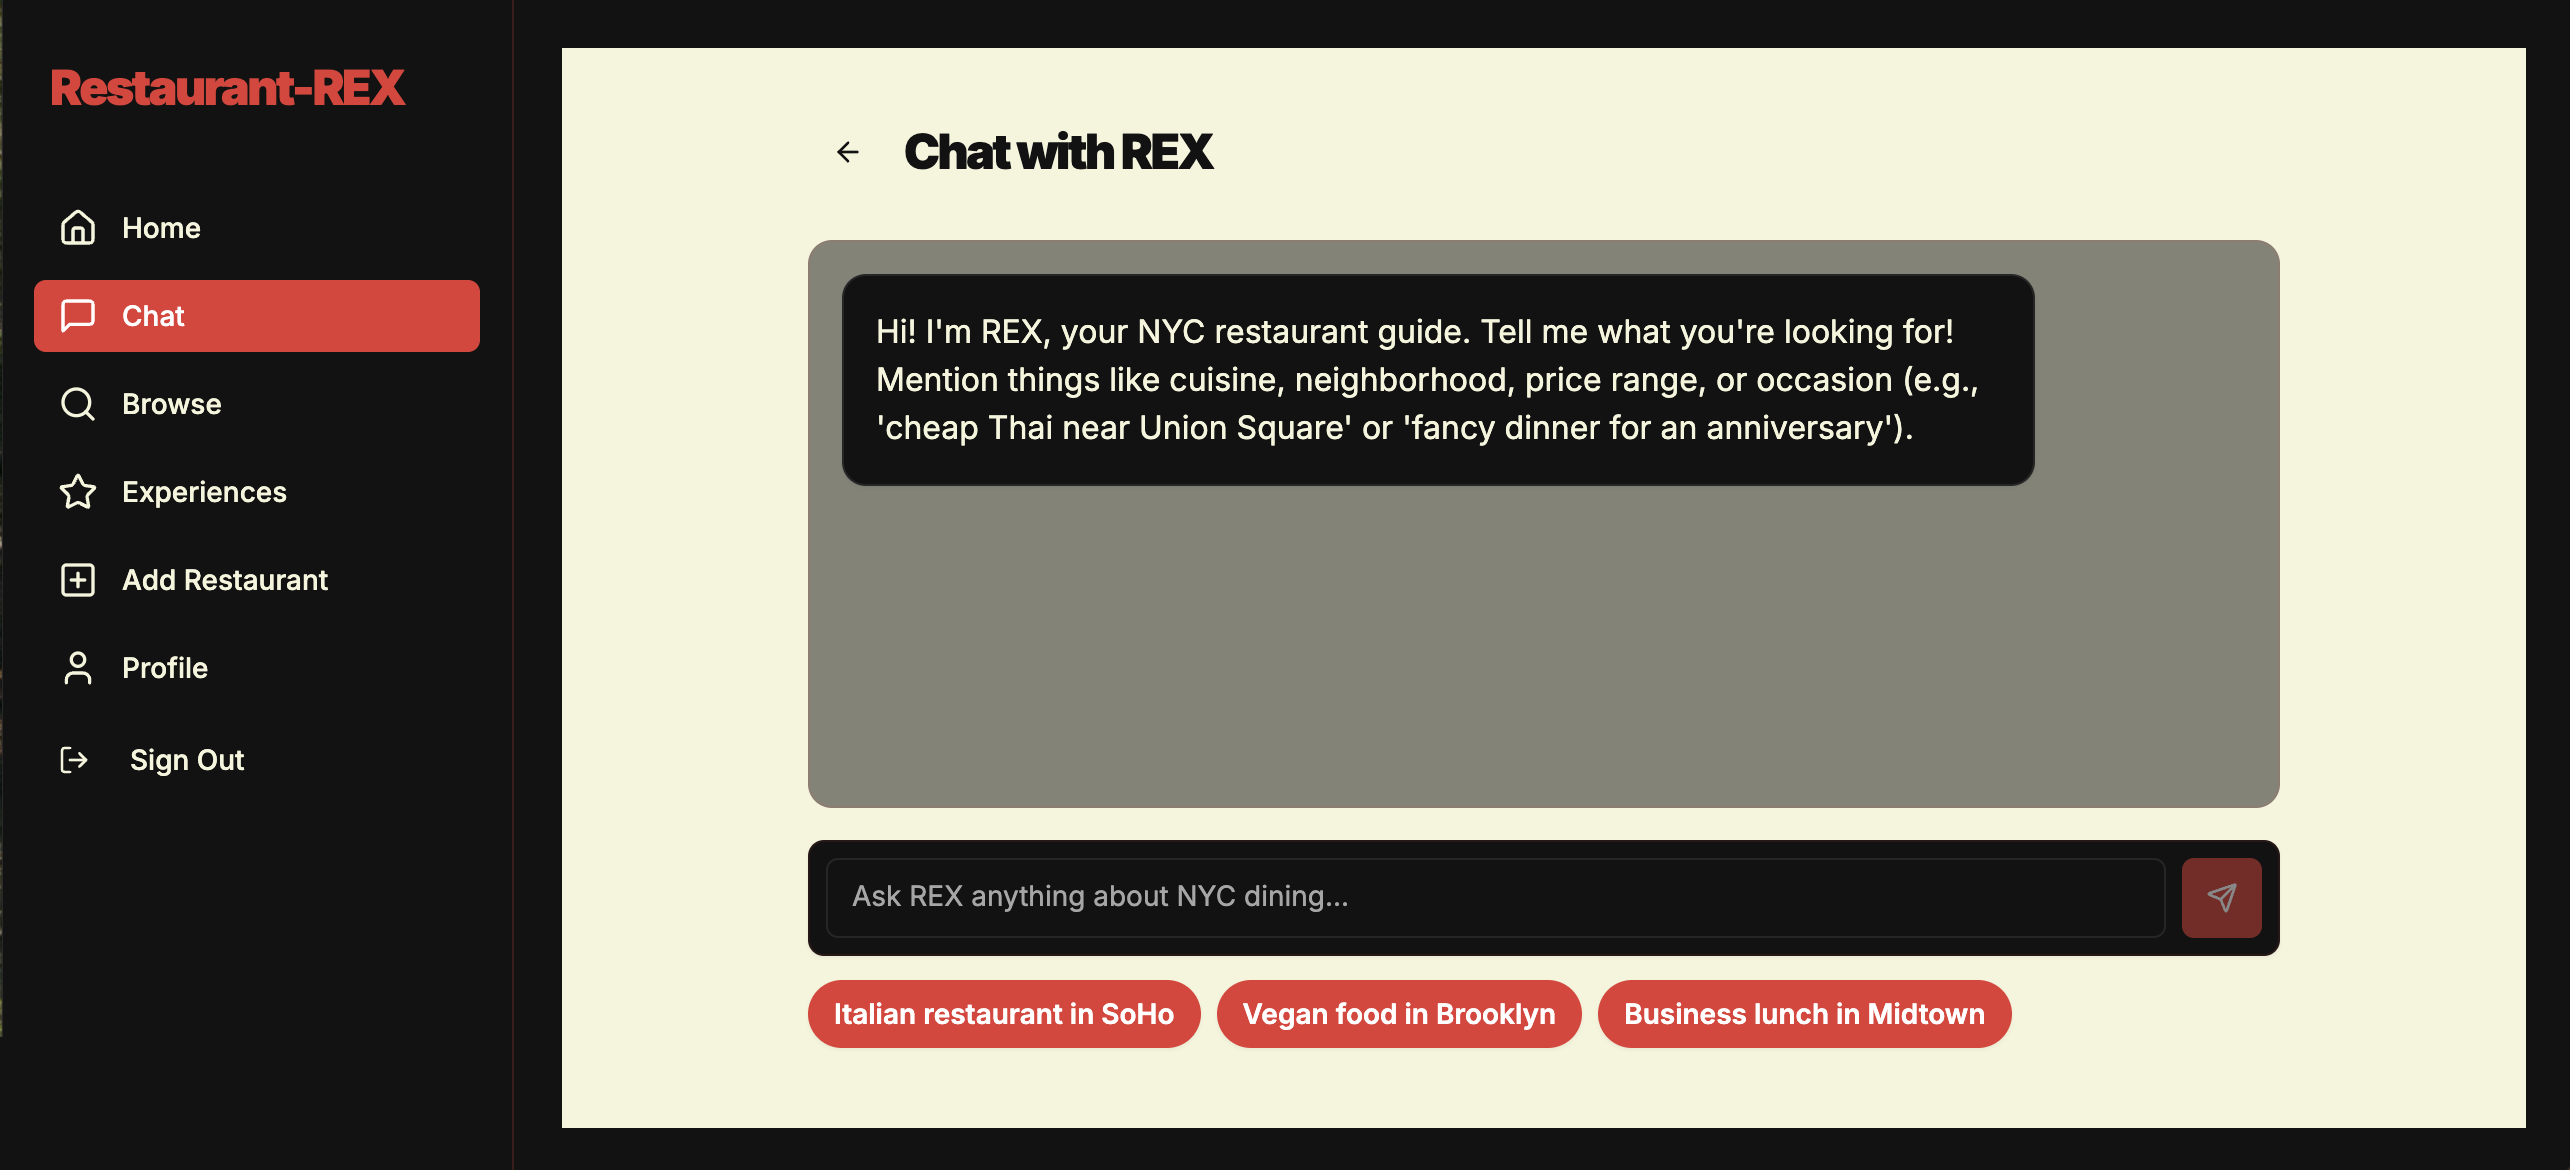 Restaurant-REX
Home
Chat
Browse
Experiences
Add Restaurant
Profile
Sign Out
Chat with REX
Hi! I'm REX, your NYC restaurant guide. Tell me what you're looking for!
Mention things like cuisine, neighborhood, price range, or occasion (e.g.,
'cheap Thai near Union Square' or 'fancy dinner for an anniversary').
Ask REX anything about NYC dining...
Italian restaurant in SoHo
Vegan food in Brooklyn
Business lunch in Midtown